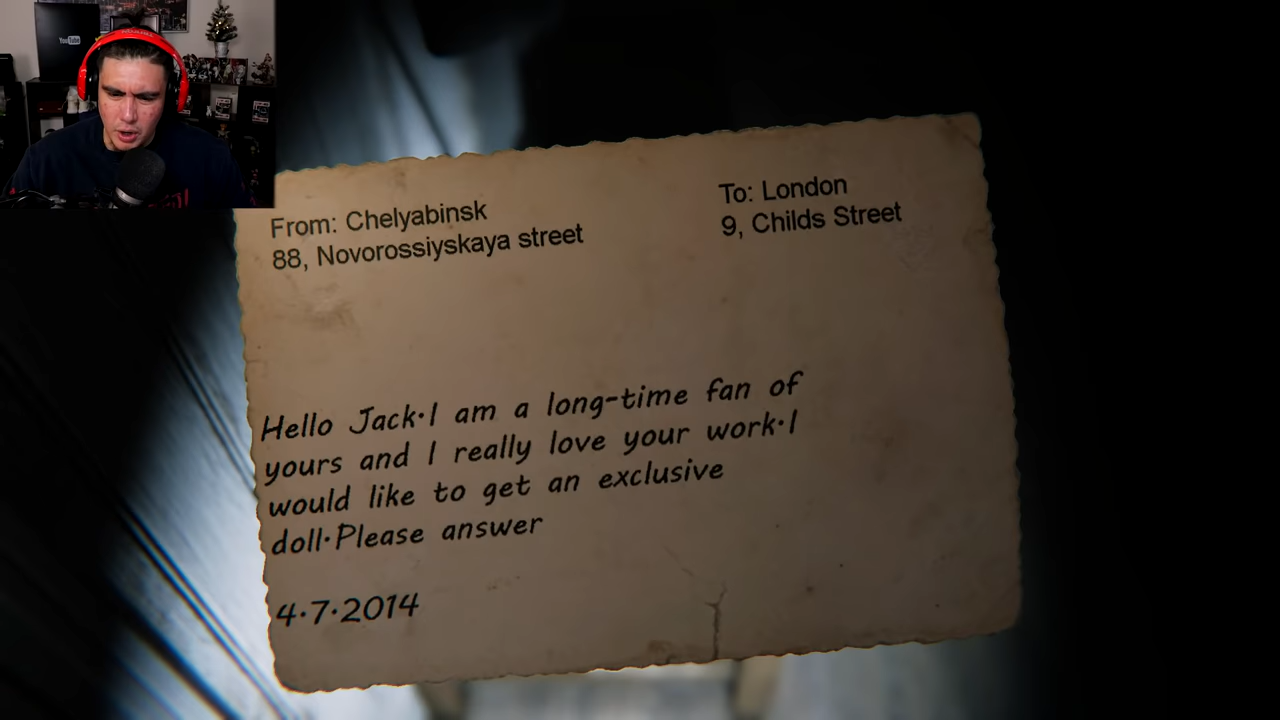 YouTube
From: Chelyabinsk
88, Novorossiyskaya street
To: London
9, Childs Street
Hello Jack·I am a long-time fan of
yours and I really love your work·I
would like to get an exclusive
doll·Please answer
4·7·2014